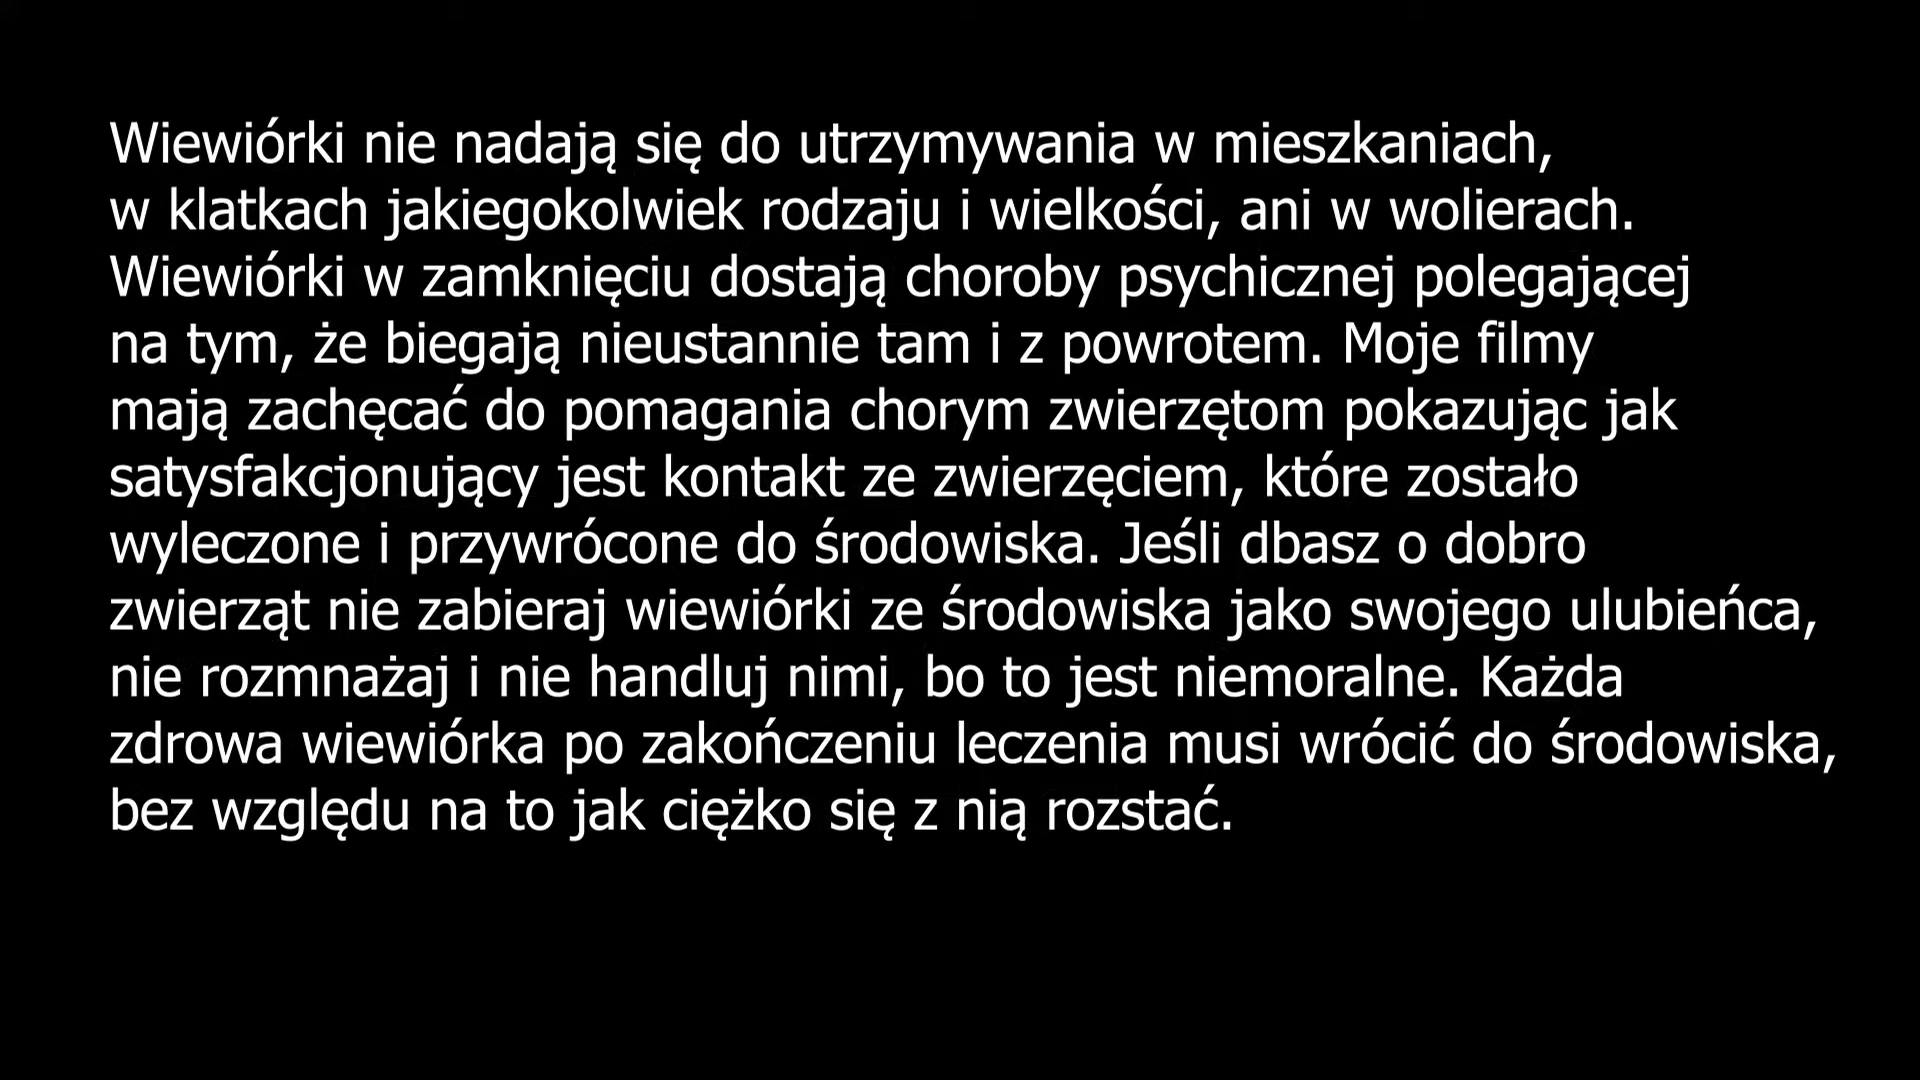 Wiewiórki nie nadają się do utrzymywania w mieszkaniach,
w klatkach jakiegokolwiek rodzaju i wielkości, ani w wolierach.
Wiewiórki w zamknięciu dostają choroby psychicznej polegającej
na tym, że biegają nieustannie tam i z powrotem. Moje filmy
mają zachęcać do pomagania chorym zwierzętom pokazując jak
satysfakcjonujący jest kontakt ze zwierzęciem, które zostało
wyleczone i przywrócone do środowiska. Jeśli dbasz o dobro
zwierząt nie zabieraj wiewiórki ze środowiska jako swojego ulubieńca,
nie rozmnażaj i nie handluj nimi, bo to jest niemoralne. Każda
zdrowa wiewiórka po zakończeniu leczenia musi wrócić do środowiska,
bez względu na to jak ciężko się z nią rozstać.